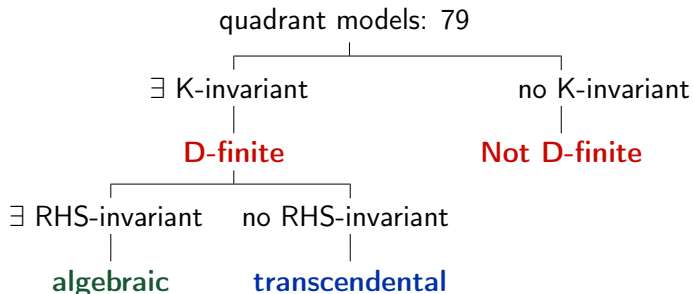 quadrant models: 79
∃ K-invariant no K-invariant
D-finite Not D-finite
∃ RHS-invariant no RHS-invariant
algebraic transcendental